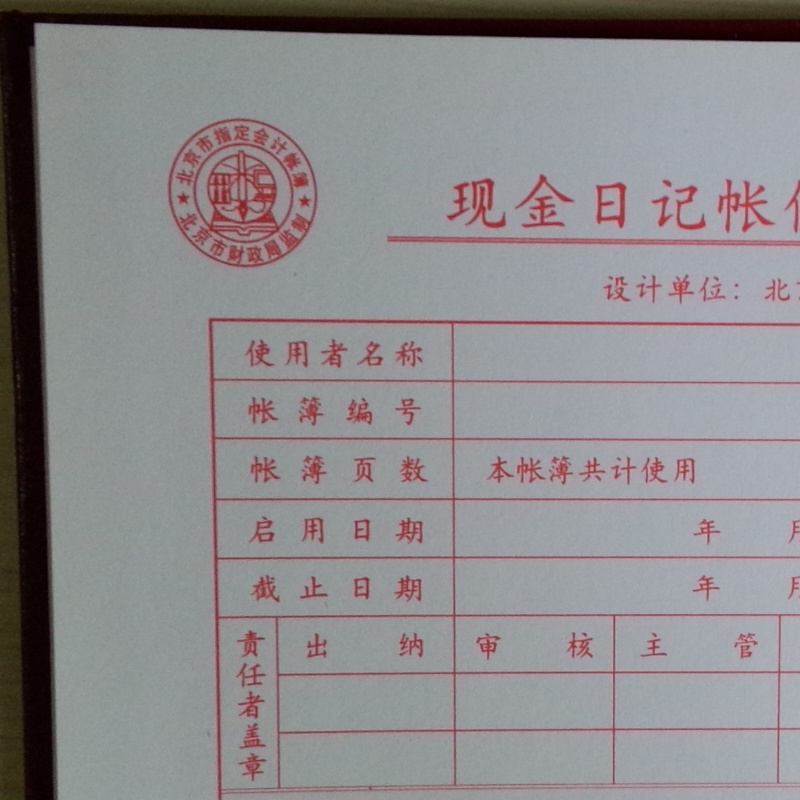 北京市指定会计帐簿
北京市财政局监制
现金日记帐
设计单位：北
使用者名称
帐簿编号
帐簿页数 本帐簿共计使用
启用日期 年
截止日期 年
责任者盖章
出纳 审核 主管